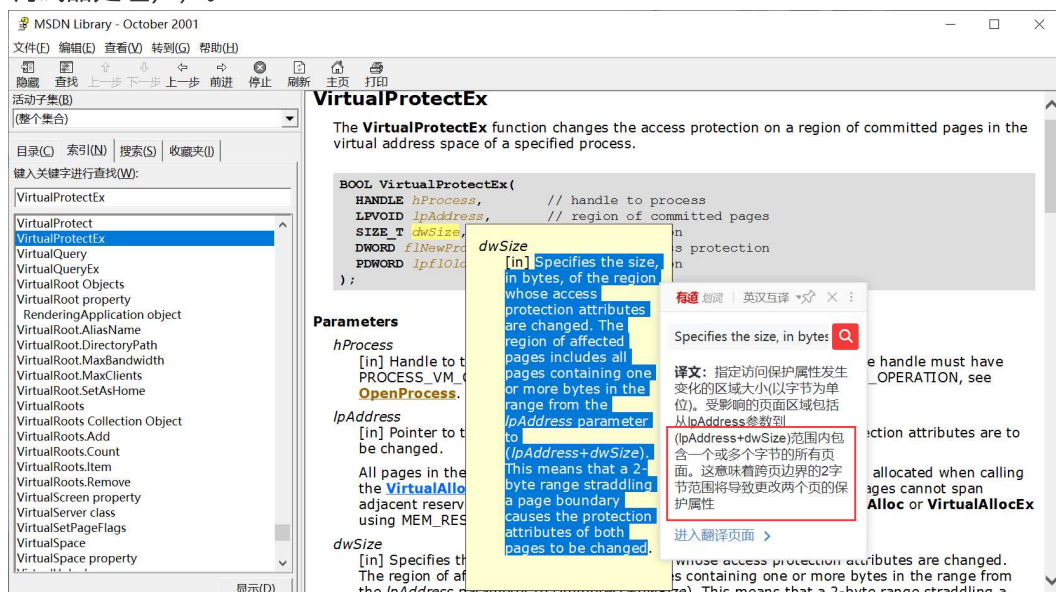 MSDN Library - October 2001
文件(F) 编辑(E) 查看(V) 转到(G) 帮助(H)
隐藏 查找 上一步 下一步 上一步 前进 停止 刷新 主页 打印
活动子集(B)
(整个集合)
目录(C) 索引(N) 搜索(S) 收藏夹(I)
键入关键字进行查找(W):
VirtualProtectEx
VirtualProtect
VirtualProtectEx
VirtualQuery
VirtualQueryEx
VirtualRoot Objects
VirtualRoot property
RenderingApplication object
VirtualRoot.AliasName
VirtualRoot.DirectoryPath
VirtualRoot.MaxBandwidth
VirtualRoot.MaxClients
VirtualRoot.SetAsHome
VirtualRoots
VirtualRoots Collection Object
VirtualRoots.Add
VirtualRoots.Count
VirtualRoots.Item
VirtualRoots.Remove
VirtualScreen property
VirtualServer class
VirtualSetPageFlags
VirtualSpace
VirtualSpace property
显示(D)
VirtualProtectEx
The VirtualProtectEx function changes the access protection on a region of committed pages in the
virtual address space of a specified process.
BOOL VirtualProtectEx(
HANDLE hProcess, // handle to process
LPVOID lpAddress, // region of committed pages
SIZE_T dwSize,
DWORD flNewPro s protection
PDWORD lpflOld
);
Parameters
hProcess
[in] Handle to t e handle must have
PROCESS_VM_ _OPERATION, see
OpenProcess.
lpAddress
[in] Pointer to t ction attributes are to
be changed.
All pages in the allocated when calling
the VirtualAllo ages cannot span
adjacent reserv Alloc or VirtualAllocEx
using MEM_RES
dwSize
[in] Specifies th whose access protection attributes are changed.
The region of af es containing one or more bytes in the range from
dwSize
[in] Specifies the size,
in bytes, of the region
whose access
protection attributes
are changed. The
region of affected
pages includes all
pages containing one
or more bytes in the
range from the
lpAddress parameter
to
(lpAddress+dwSize).
This means that a 2-
byte range straddling
a page boundary
causes the protection
attributes of both
pages to be changed.
有道 划词 英汉互译
Specifies the size, in bytes
译文：指定访问保护属性发生
变化的区域大小(以字节为单
位)。受影响的页面区域包括
从lpAddress参数到
(lpAddress+dwSize)范围内包
含一个或多个字节的所有页
面。这意味着跨页边界的2字
节范围将导致更改两个页的保
护属性
进入翻译页面